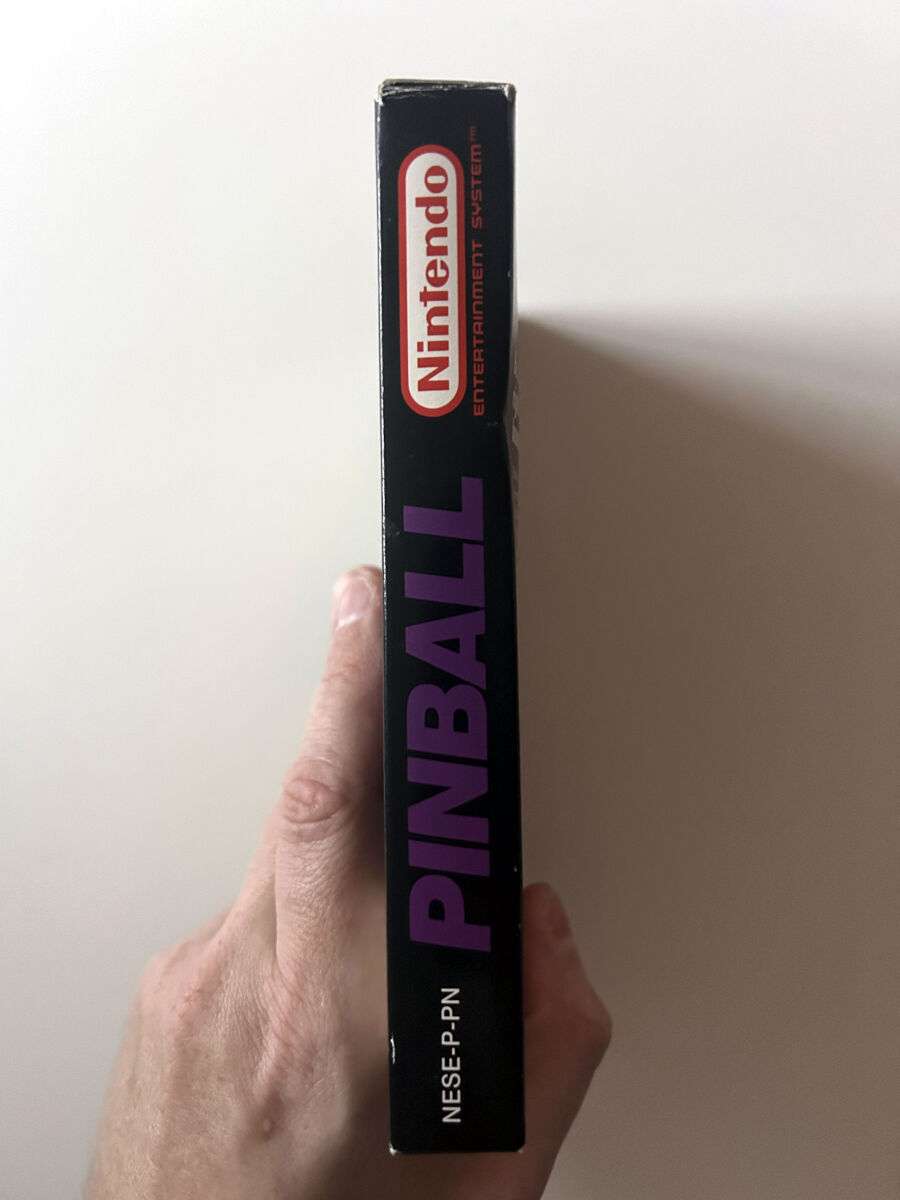 Nintendo
ENTERTAINMENT SYSTEM™
PINBALL
NESE-P-PN